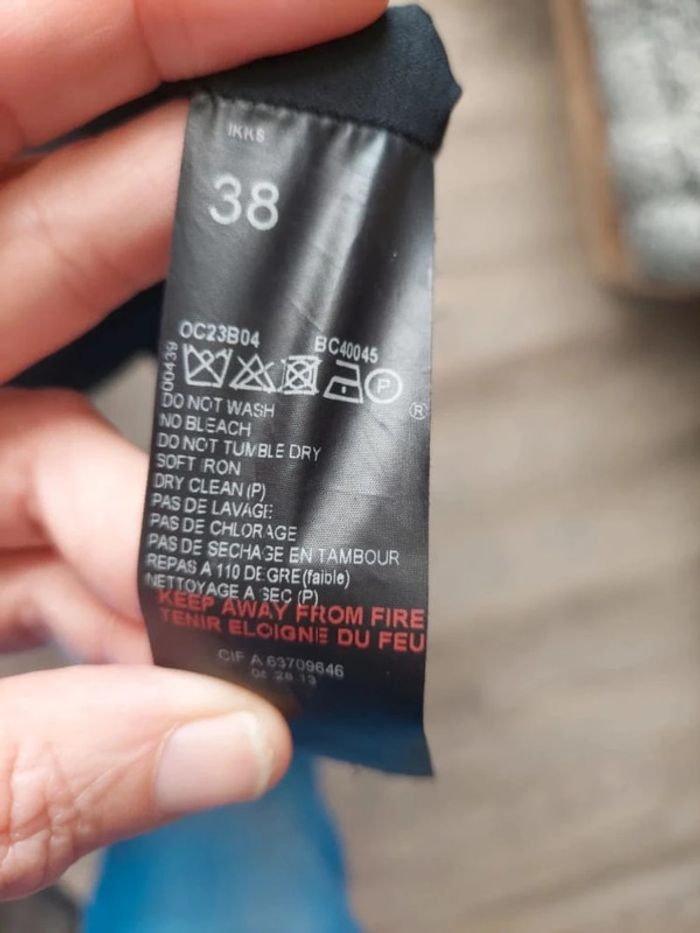 IKKS
38
OC23B04 BC40045
00439
P
®
DO NOT WASH
NO BLEACH
DO NOT TUMBLE DRY
SOFT IRON
DRY CLEAN (P)
PAS DE LAVAGE
PAS DE CHLORAGE
PAS DE SECHAGE EN TAMBOUR
REPAS A 110 DEGRE (faible)
NETTOYAGE A SEC (P)
KEEP AWAY FROM FIRE
TENIR ELOIGNE DU FEU
CIF A 63709646